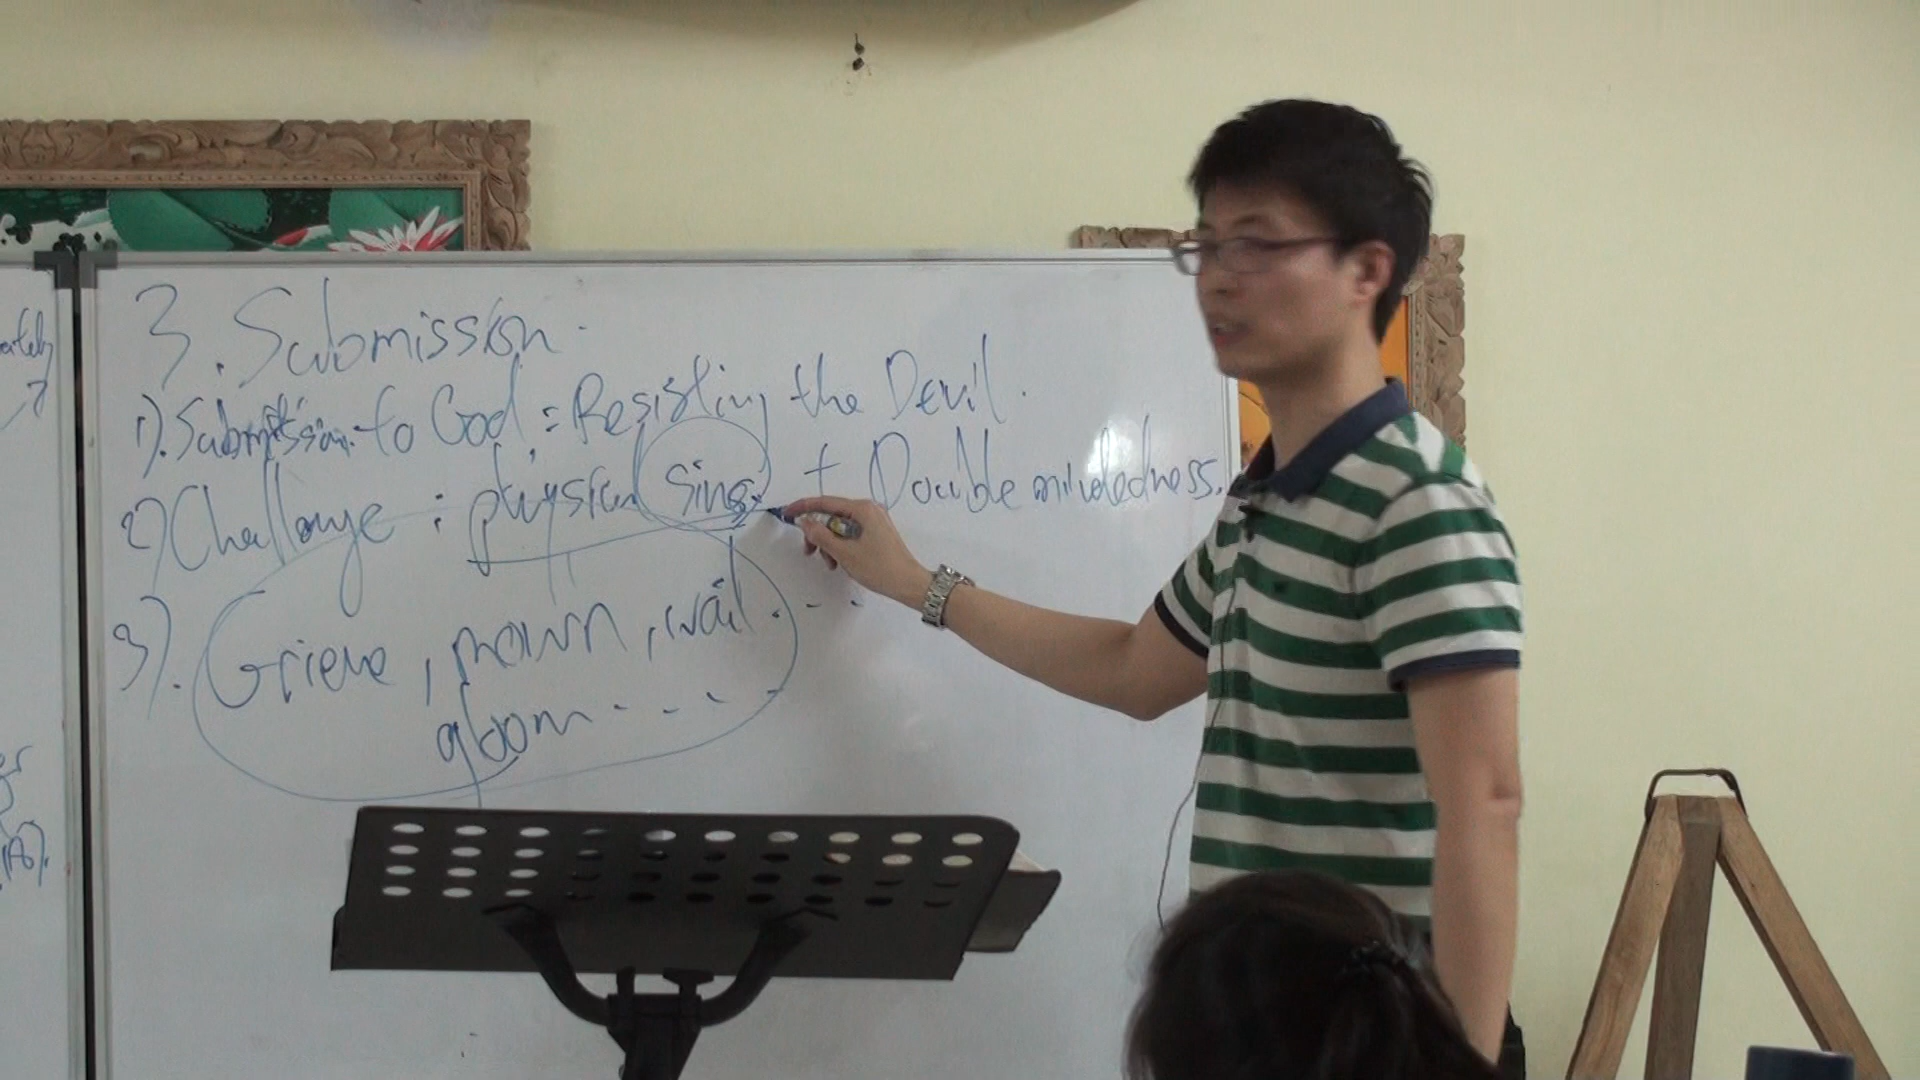 3. Submission.
1). Submission to God = Resisting the Devil.
2) Challenge : physical sins + Double mindedness.
3). Grieve, mourn, wail...
gloom....